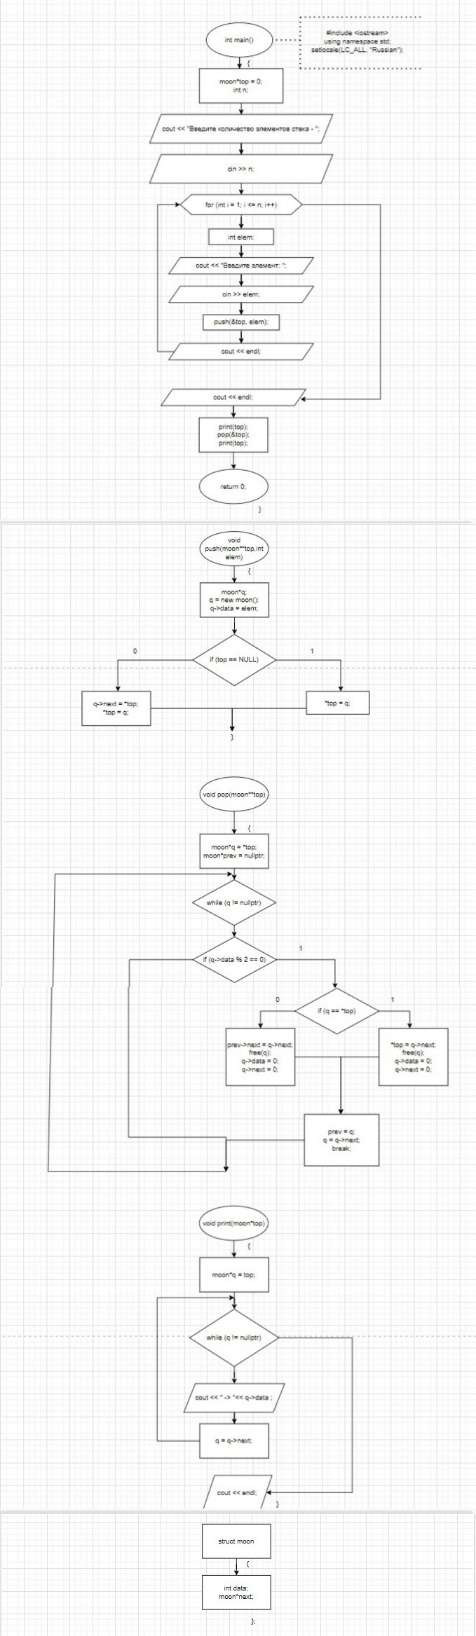 int main()
#include <iostream>
using namespace std;
setlocale(LC_ALL, "Russian");
{
moon*top = 0;
int n;
cout << "Введите количество элементов стека - ";
cin >> n;
for (int i = 1; i <= n; i++)
int elem;
cout << "Введите элемент: ";
cin >> elem;
push(&top, elem);
cout << endl;
cout << endl;
print(top);
pop(&top);
print(top);
return 0;
}
void
push(moon**top,int
elem)
{
moon*q;
q = new moon();
q->data = elem;
if (top == NULL)
0
1
q->next = *top;
*top = q;
*top = q;
}
void pop(moon**top)
{
moon*q = *top;
moon*prev = nullptr;
while (q != nullptr)
if (q->data % 2 == 0)
1
if (q == *top)
0
1
prev->next = q->next;
free(q);
q->data = 0;
q->next = 0;
*top = q->next;
free(q);
q->data = 0;
q->next = 0;
prev = q;
q = q->next;
break;
void print(moon*top)
{
moon*q = top;
while (q != nullptr)
cout << " -> "<< q->data ;
q = q->next;
cout << endl;
}
struct moon
{
int data;
moon*next;
};